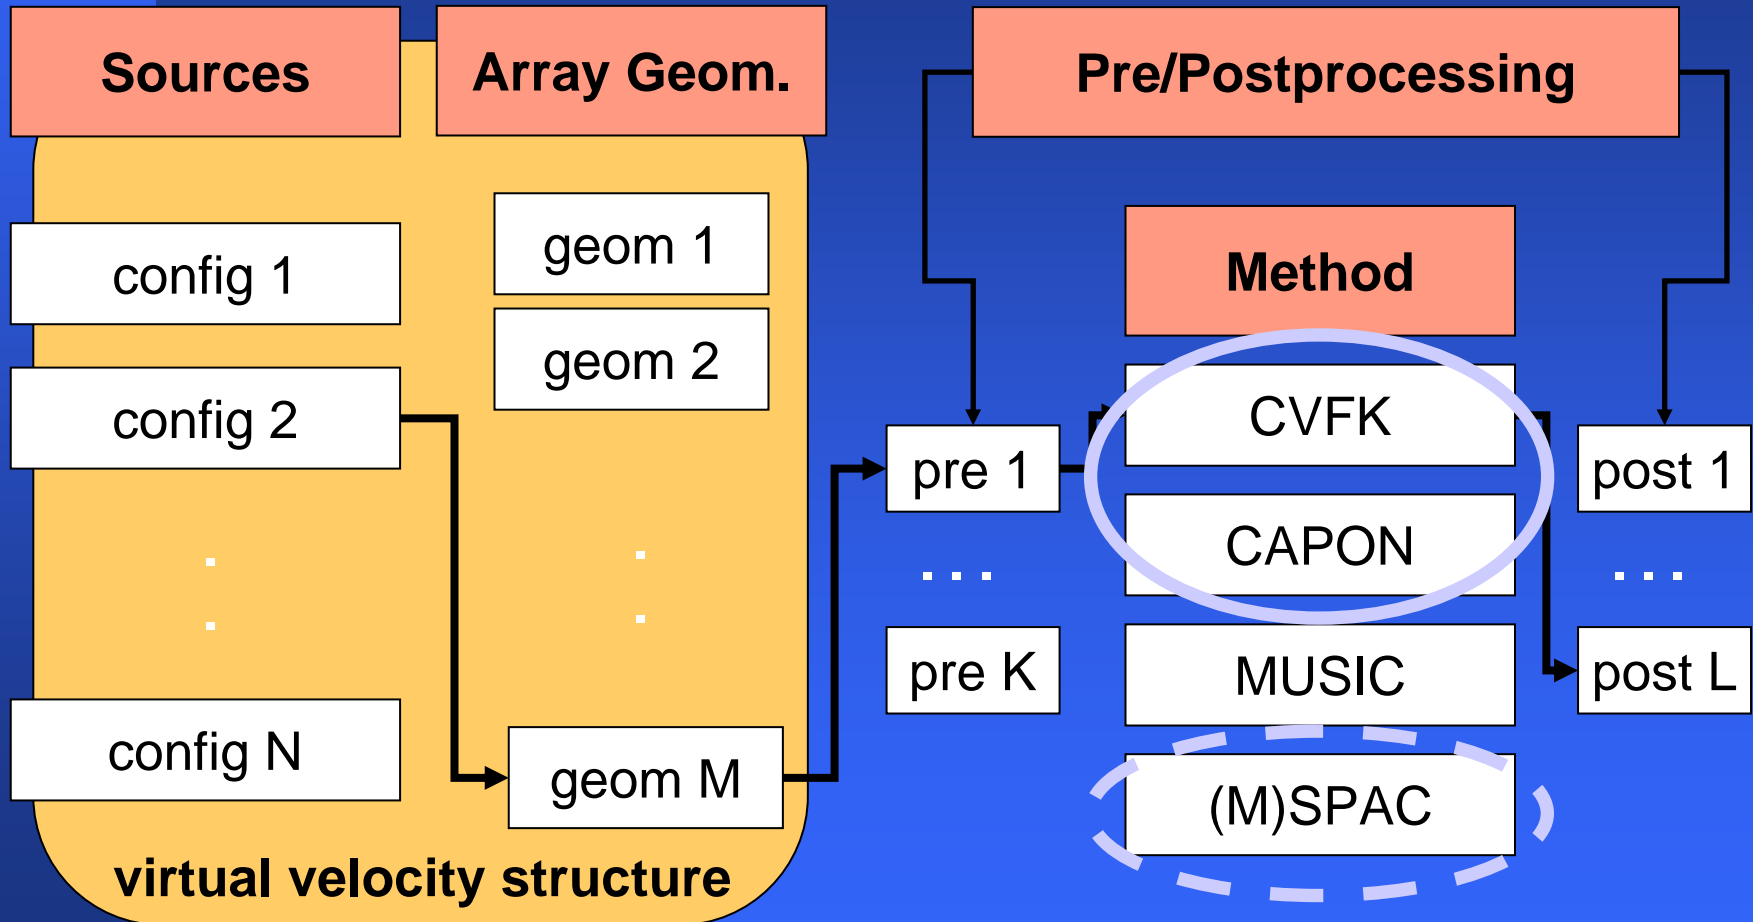 Sources
Array Geom.
Pre/Postprocessing
config 1
config 2
.
.
config N
geom 1
geom 2
.
.
geom M
virtual velocity structure
pre 1
...
pre K
Method
CVFK
CAPON
MUSIC
(M)SPAC
post 1
...
post L